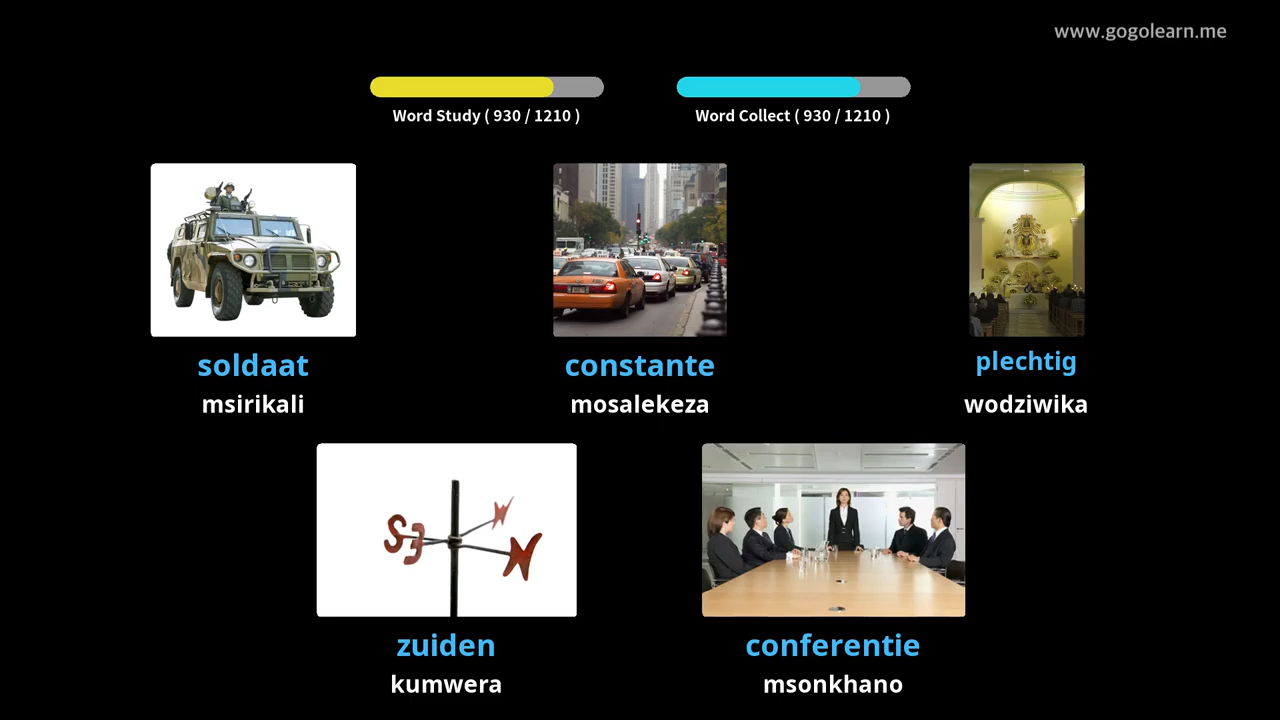 www.gogolearn.me
Word Study ( 930 / 1210 )
Word Collect ( 930 / 1210 )
soldaat
msirikali
constante
mosalekeza
plechtig
wodziwika
S E N W
zuiden
kumwera
conferentie
msonkhano